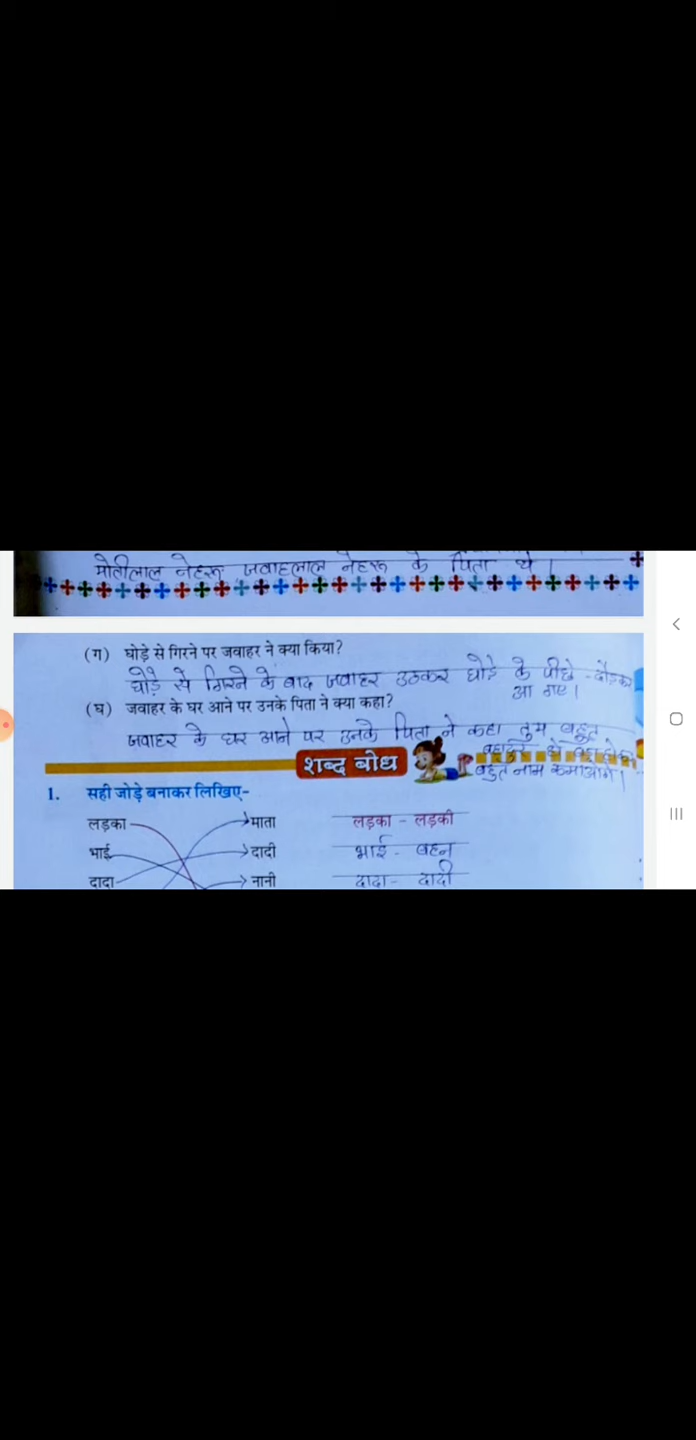 मोतीलाल नेहरू जवाहलाल नेहरू के पिता थे।
(ग) घोड़े से गिरने पर जवाहर ने क्या किया?
घोड़े से गिरने के बाद जवाहर उठकर घोड़े के पीछे-दौड़कर
आ गए।
(घ) जवाहर के घर आने पर उनके पिता ने क्या कहा?
जवाहर के घर आने पर उनके पिता ने कहा तुम बहुत
बहादुर हो
बहुत नाम कमाओगे।
शब्द बोध
1. सही जोड़े बनाकर लिखिए-
लड़का माता लड़का - लड़की
भाई दादी भाई - बहन
दादा नानी दादा - दादी